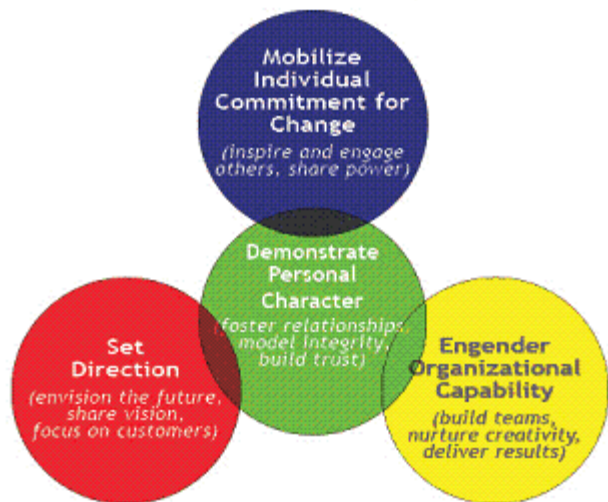 Mobilize
Individual
Commitment for
Change
(inspire and engage
others, share power)
Demonstrate
Personal
Character
(foster relationships,
model integrity,
build trust)
Set
Direction
(envision the future,
share vision,
focus on customers)
Engender
Organizational
Capability
(build teams,
nurture creativity,
deliver results)